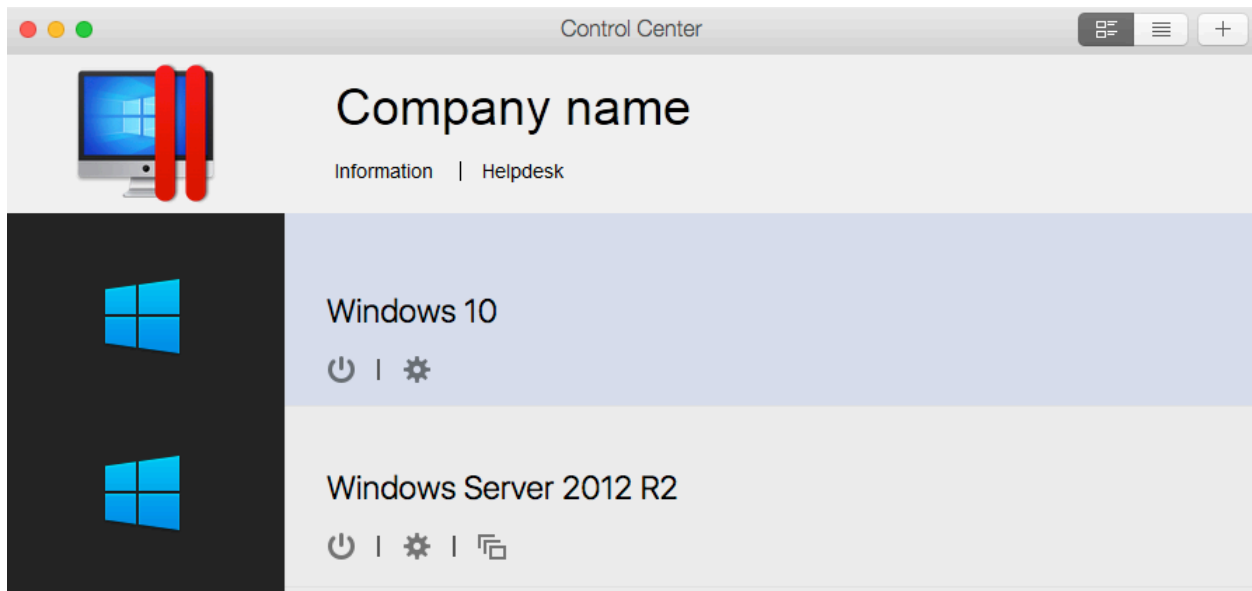 Control Center
Company name
Information | Helpdesk
Windows 10
Windows Server 2012 R2